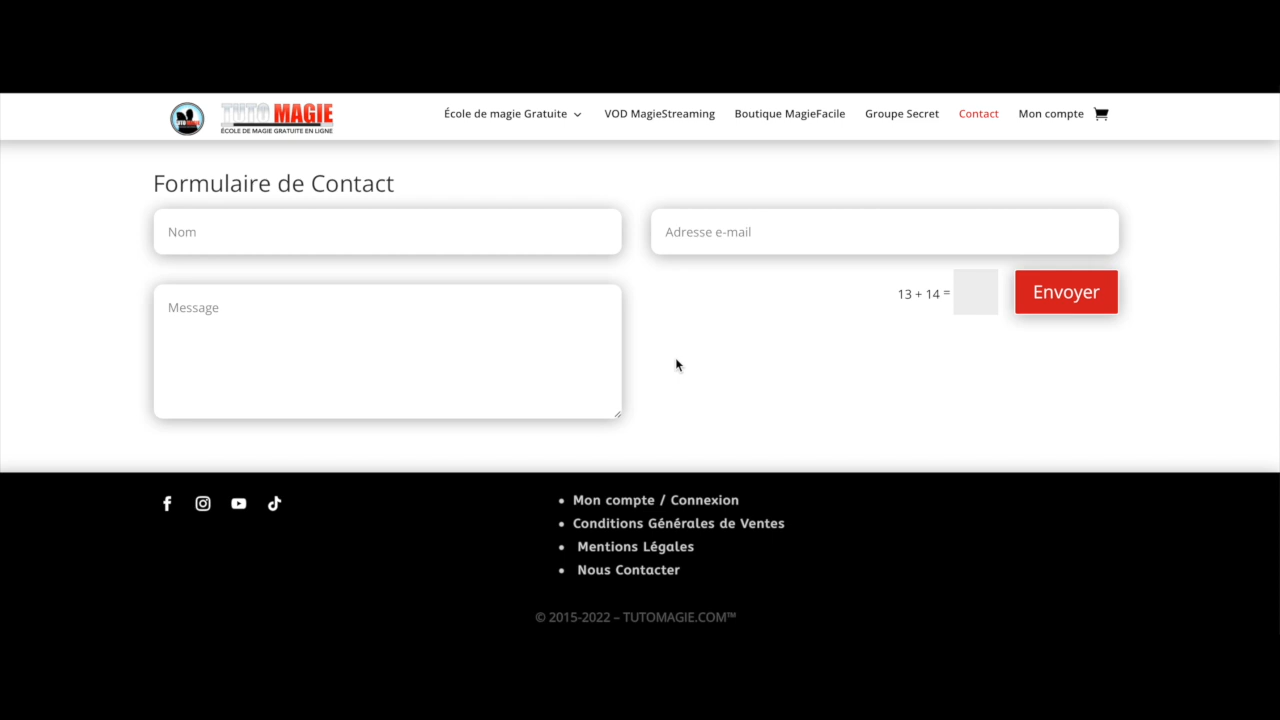 TUTO MAGIE
ÉCOLE DE MAGIE GRATUITE EN LIGNE
École de magie Gratuite
VOD MagieStreaming
Boutique MagieFacile
Groupe Secret
Contact
Mon compte
Formulaire de Contact
Nom
Adresse e-mail
Message
13 + 14 =
Envoyer
Mon compte / Connexion
Conditions Générales de Ventes
Mentions Légales
Nous Contacter
© 2015-2022 – TUTOMAGIE.COM™